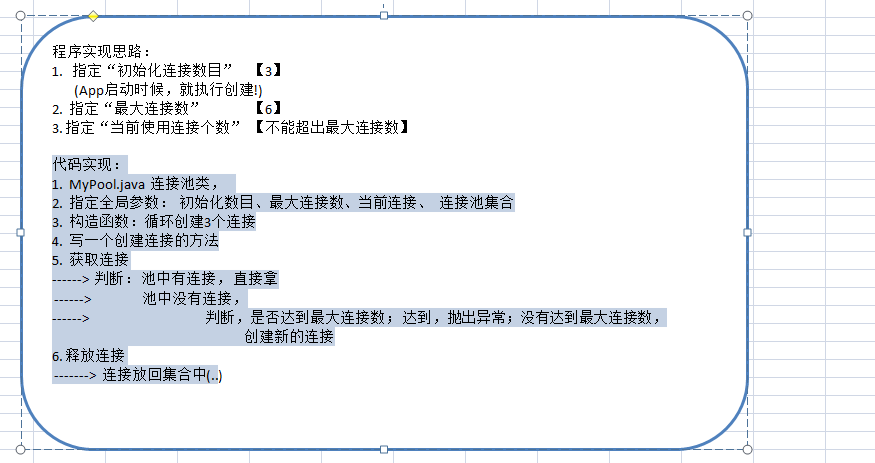 程序实现思路：
1. 指定“初始化连接数目” 【3】
(App启动时候，就执行创建!)
2. 指定“最大连接数” 【6】
3.指定“当前使用连接个数” 【不能超出最大连接数】
代码实现：
1. MyPool.java 连接池类，
2. 指定全局参数： 初始化数目、最大连接数、当前连接、 连接池集合
3. 构造函数：循环创建3个连接
4. 写一个创建连接的方法
5. 获取连接
------> 判断： 池中有连接， 直接拿
------> 池中没有连接，
------> 判断，是否达到最大连接数； 达到，抛出异常；没有达到最大连接数，
创建新的连接
6.释放连接
-------> 连接放回集合中(..)